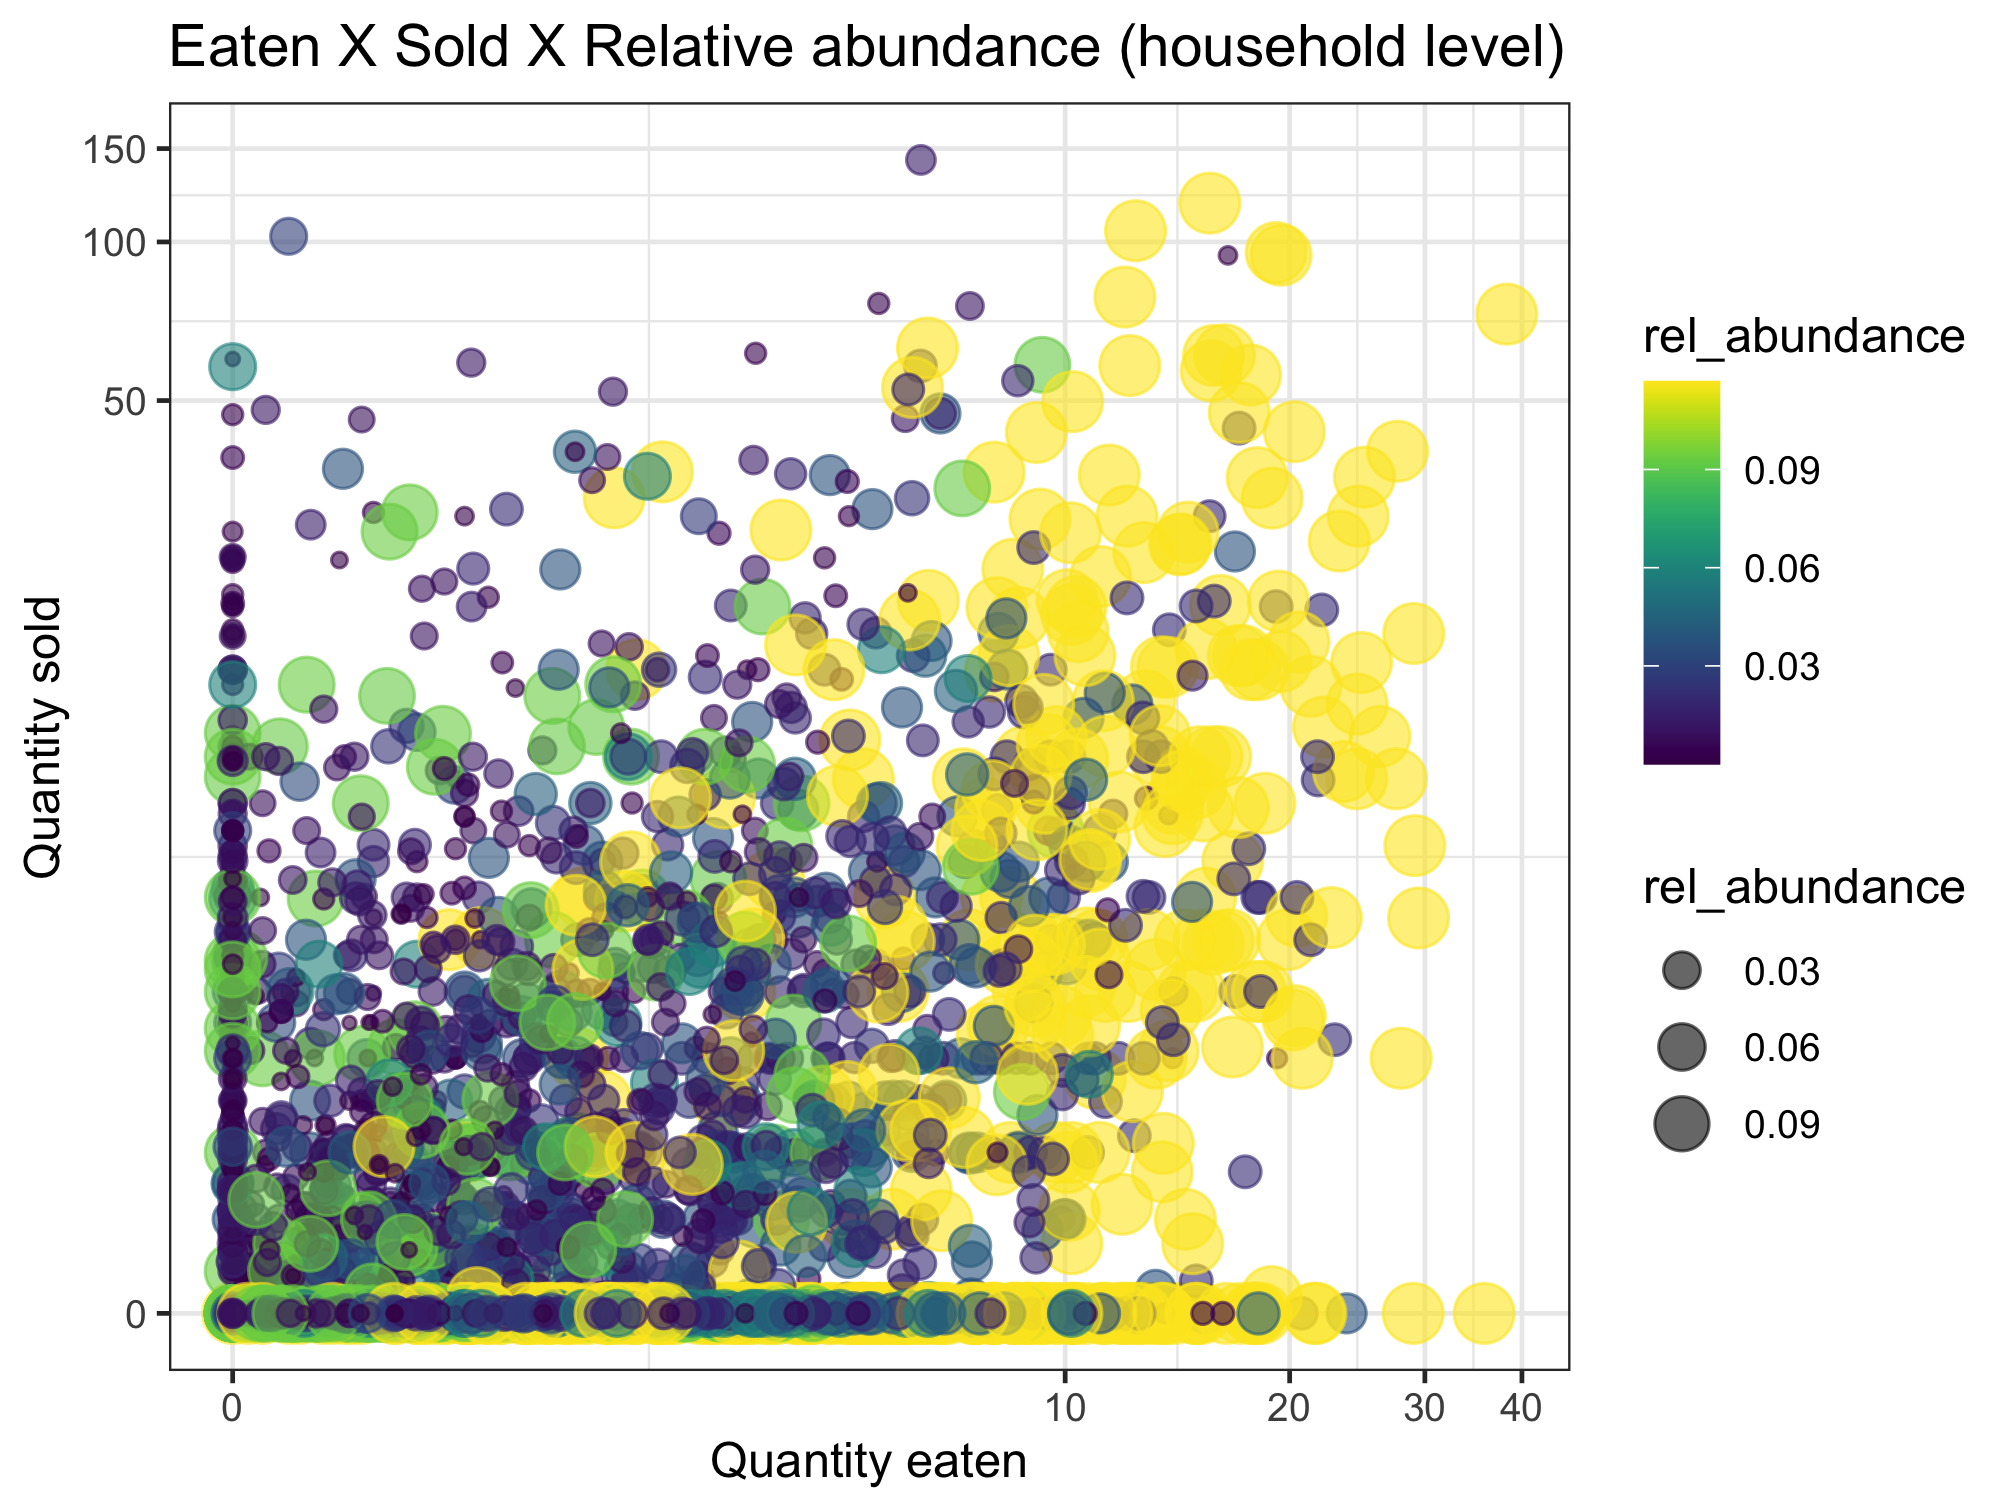 Eaten X Sold X Relative abundance (household level)
150
100
50
0
Quantity sold
0 10 20 30 40
Quantity eaten
rel_abundance
0.09
0.06
0.03
rel_abundance
0.03
0.06
0.09